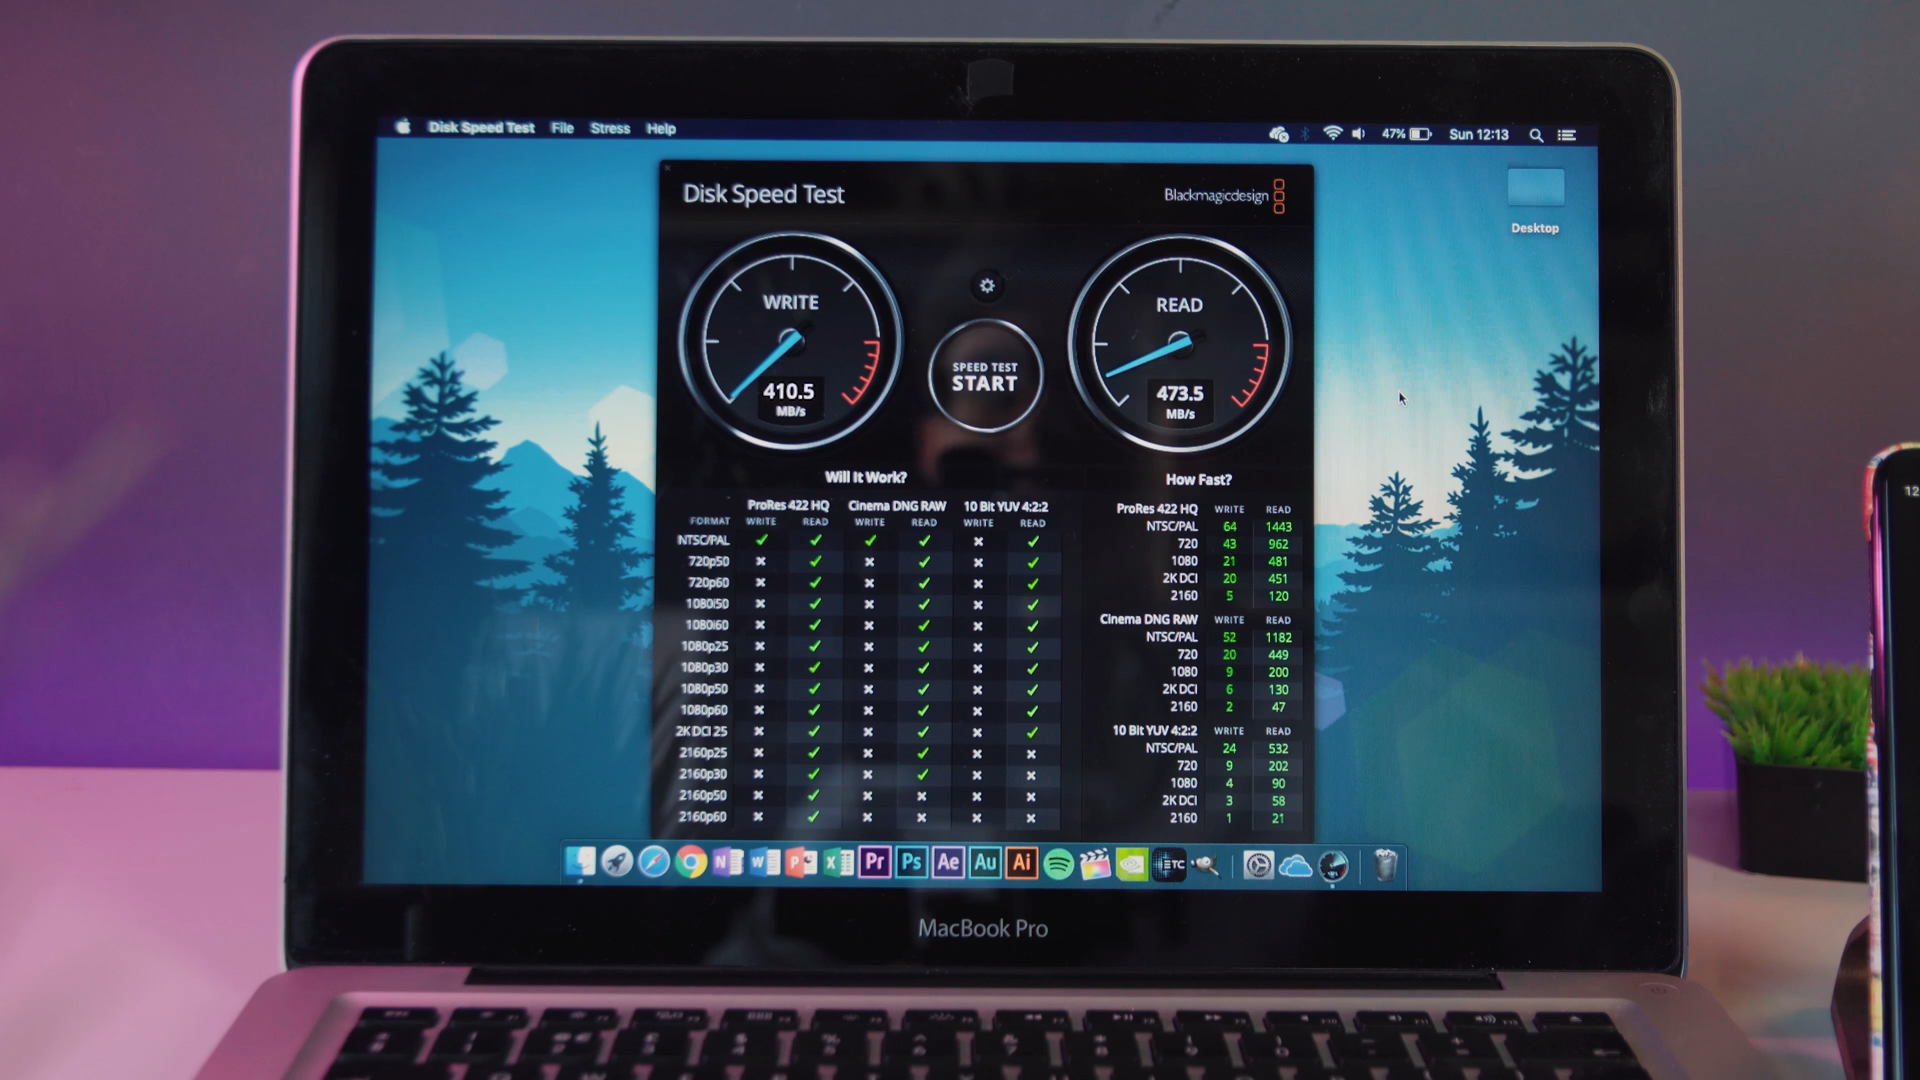 Disk Speed Test File Stress Help 47% Sun 12:13
Desktop
Disk Speed Test
Blackmagicdesign
WRITE
410.5
MB/s
SPEED TEST
START
READ
473.5
MB/s
Will It Work?
ProRes 422 HQ Cinema DNG RAW 10 Bit YUV 4:2:2
FORMAT WRITE READ WRITE READ WRITE READ
NTSC/PAL
720p50
720p60
1080i50
1080i60
1080p25
1080p30
1080p50
1080p60
2K DCI 25
2160p25
2160p30
2160p50
2160p60
How Fast?
ProRes 422 HQ WRITE READ
NTSC/PAL 64 1443
720 43 962
1080 21 481
2K DCI 20 451
2160 5 120
Cinema DNG RAW WRITE READ
NTSC/PAL 52 1182
720 20 449
1080 9 200
2K DCI 6 130
2160 2 47
10 Bit YUV 4:2:2 WRITE READ
NTSC/PAL 24 532
720 9 202
1080 4 90
2K DCI 3 58
2160 1 21
N W P X Pr Ps Ae Au Ai ETC
MacBook Pro
12